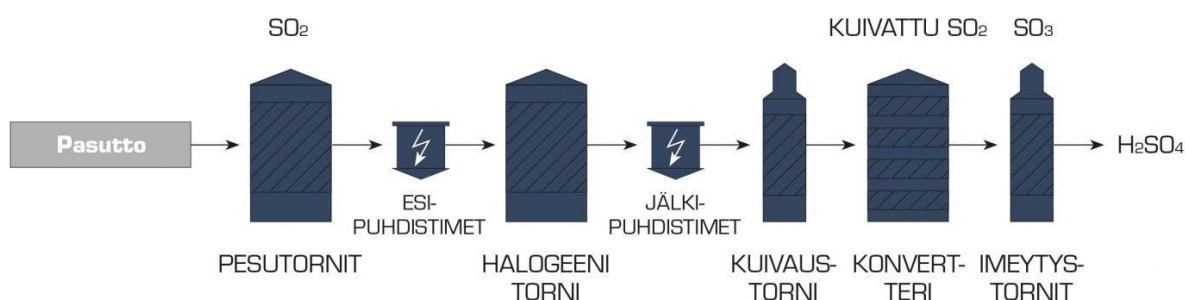 SO₂
KUIVATTU SO₂
SO₃
Pasutto
H₂SO₄
ESI-
PUHDISTIMET
JÄLKI-
PUHDISTIMET
PESUTORNIT
HALOGEENI
TORNI
KUIVAUS-
TORNI
KONVERT-
TERI
IMEYTYS-
TORNIT